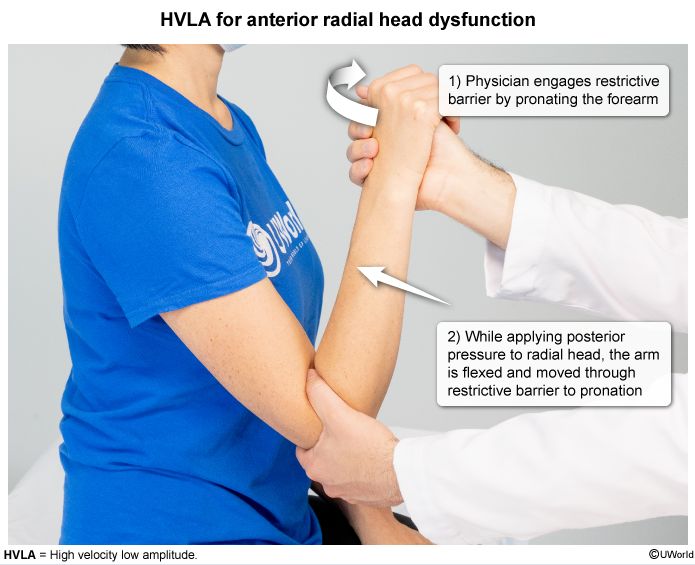 HVLA for anterior radial head dysfunction
1) Physician engages restrictive
barrier by pronating the forearm
2) While applying posterior
pressure to radial head, the arm
is flexed and moved through
restrictive barrier to pronation
HVLA = High velocity low amplitude.
©UWorld